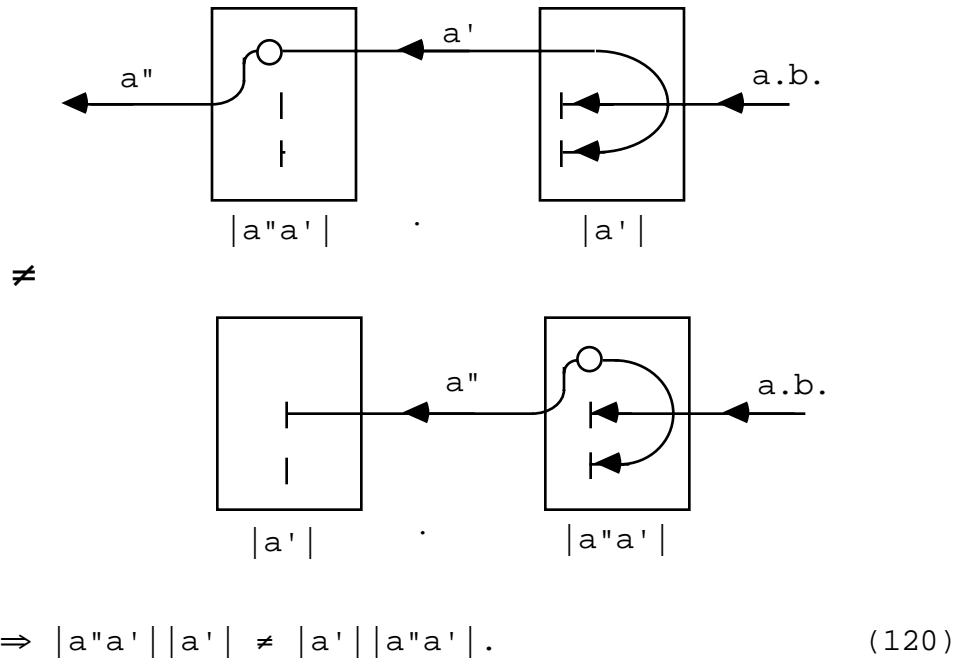 a'
a"
a.b.
|a"a'| . |a'|
≠
a"
a.b.
|a'| . |a"a'|
⇒ |a"a'||a'| ≠ |a'||a"a'|. (120)